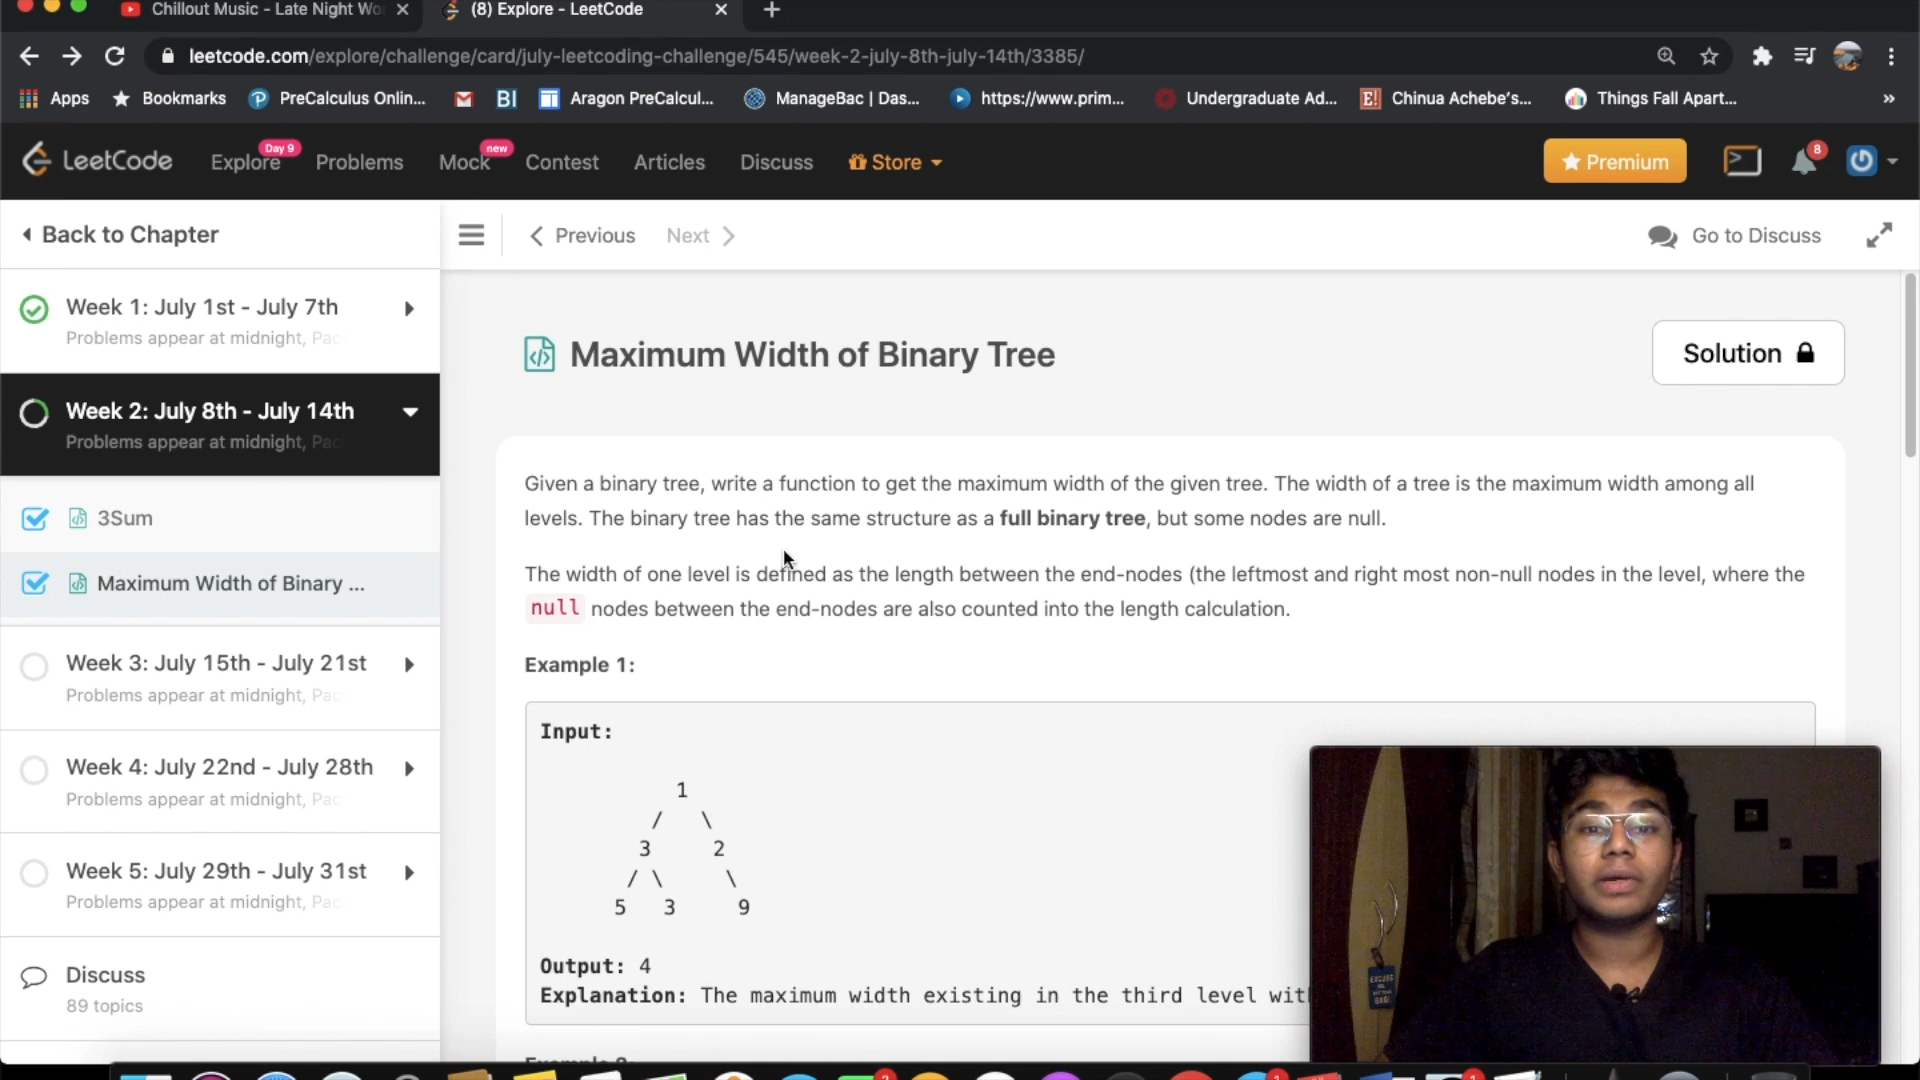 Chillout Music - Late Night Wo
(8) Explore - LeetCode
leetcode.com/explore/challenge/card/july-leetcoding-challenge/545/week-2-july-8th-july-14th/3385/
Apps
Bookmarks
PreCalculus Onlin...
BI
Aragon PreCalcul...
ManageBac | Das...
https://www.prim...
Undergraduate Ad...
E!
Chinua Achebe's...
Things Fall Apart...
»
LeetCode
Explore
Day 9
Problems
Mock
new
Contest
Articles
Discuss
Store
Premium
8
Back to Chapter
Previous
Next
Go to Discuss
Week 1: July 1st - July 7th
Problems appear at midnight, Pac
Week 2: July 8th - July 14th
Problems appear at midnight, Pac
3Sum
Maximum Width of Binary ...
Week 3: July 15th - July 21st
Problems appear at midnight, Pac
Week 4: July 22nd - July 28th
Problems appear at midnight, Pac
Week 5: July 29th - July 31st
Problems appear at midnight, Pac
Discuss
89 topics
Maximum Width of Binary Tree
Solution
Given a binary tree, write a function to get the maximum width of the given tree. The width of a tree is the maximum width among all
levels. The binary tree has the same structure as a full binary tree, but some nodes are null.
The width of one level is defined as the length between the end-nodes (the leftmost and right most non-null nodes in the level, where the
null nodes between the end-nodes are also counted into the length calculation.
Example 1:
Input:
1
/ \
3 2
/ \ \
5 3 9
Output: 4
Explanation: The maximum width existing in the third level wit